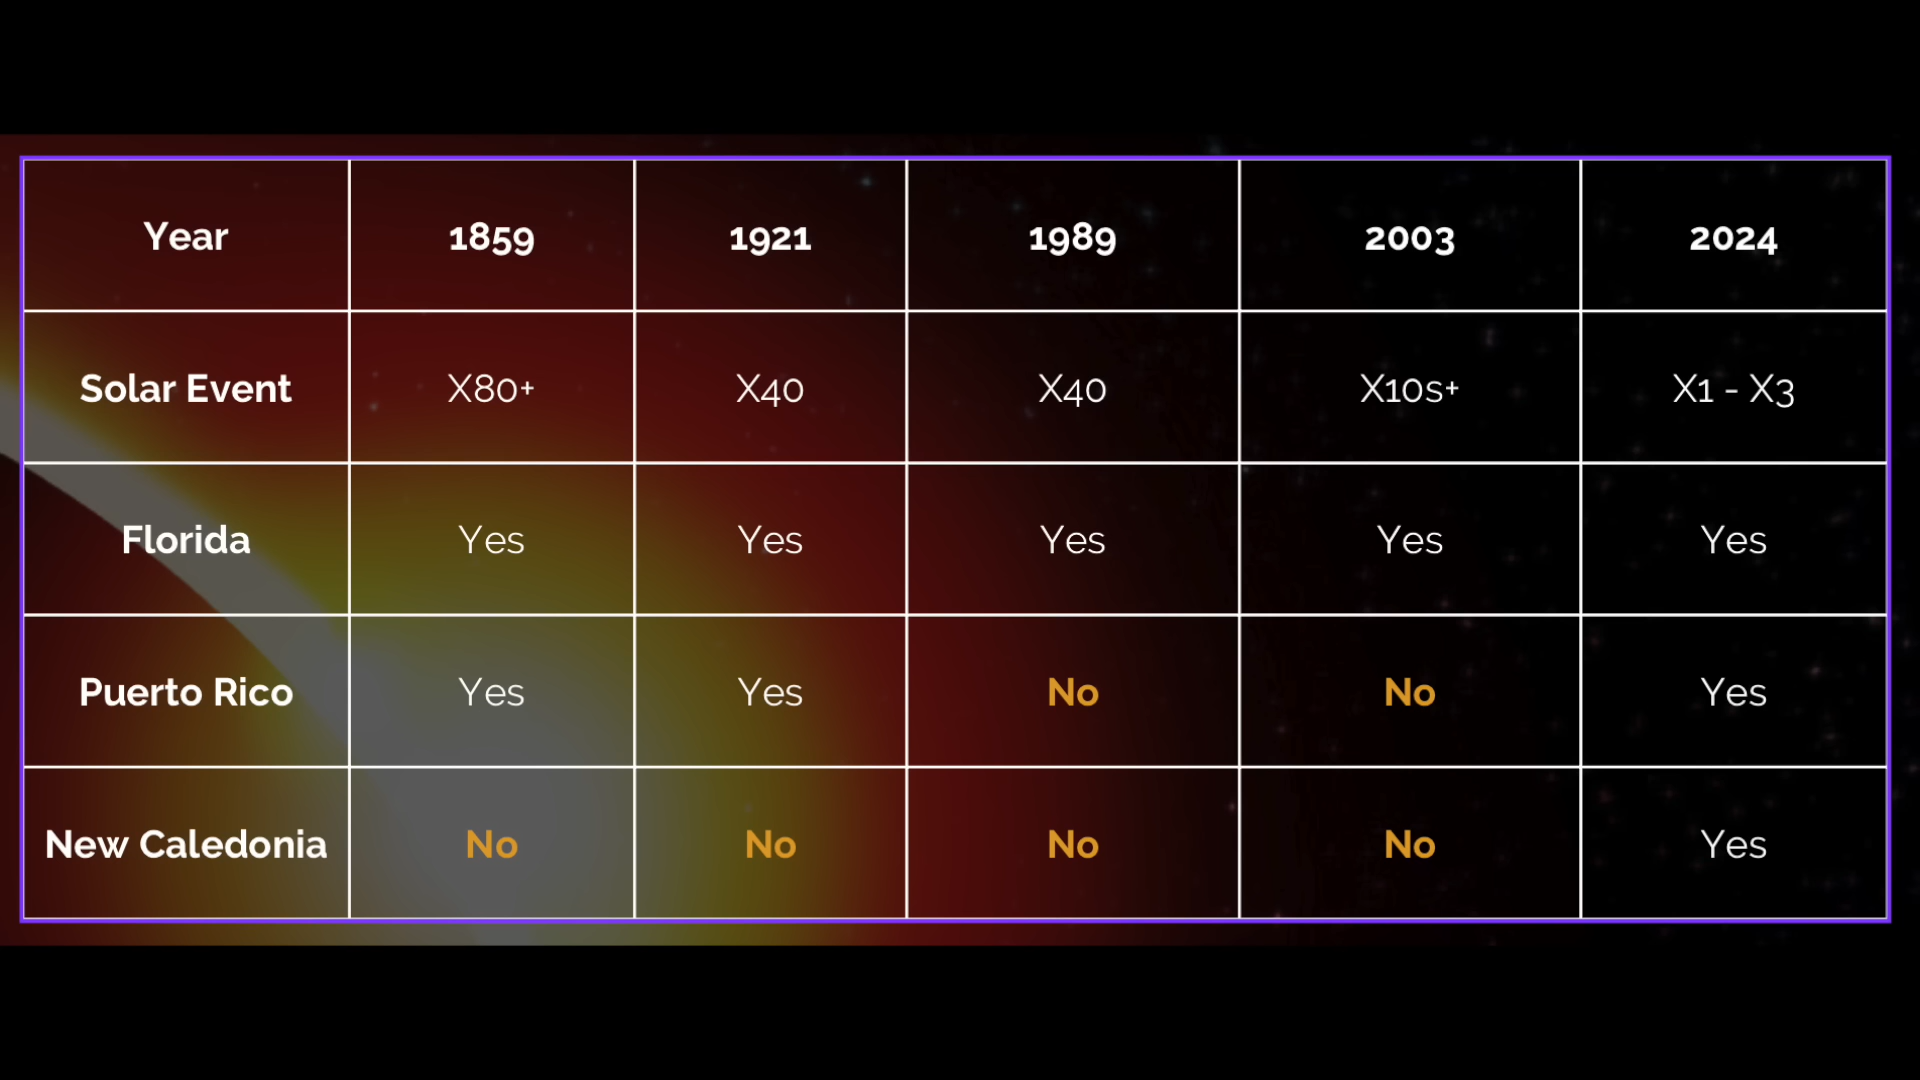 Year 1859 1921 1989 2003 2024
Solar Event X80+ X40 X40 X10s+ X1 - X3
Florida Yes Yes Yes Yes Yes
Puerto Rico Yes Yes No No Yes
New Caledonia No No No No Yes